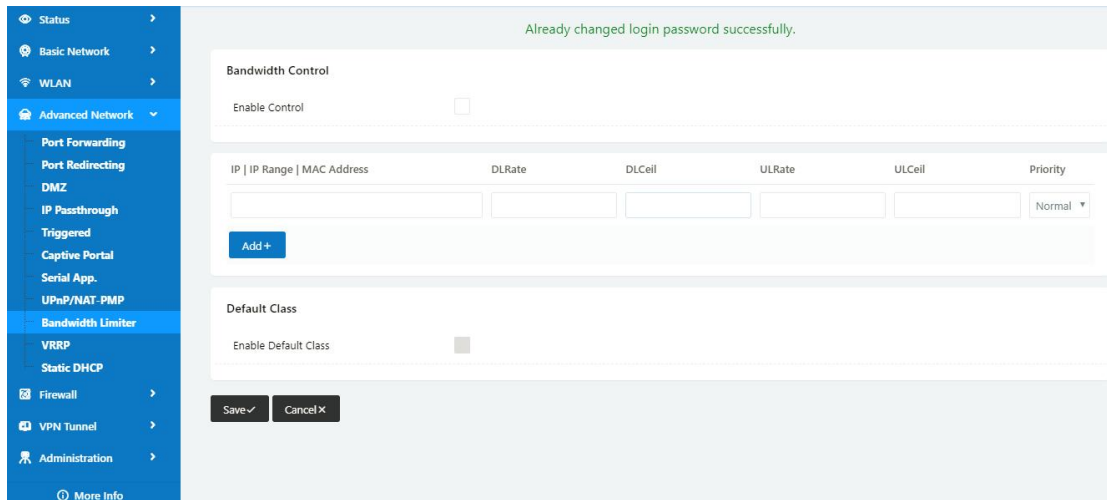 Status
Basic Network
WLAN
Advanced Network
Port Forwarding
Port Redirecting
DMZ
IP Passthrough
Triggered
Captive Portal
Serial App.
UPnP/NAT-PMP
Bandwidth Limiter
VRRP
Static DHCP
Firewall
VPN Tunnel
Administration
More Info
Already changed login password successfully.
Bandwidth Control
Enable Control
IP | IP Range | MAC Address DLRate DLCeil ULRate ULCeil Priority
Normal
Add+
Default Class
Enable Default Class
Save Cancel